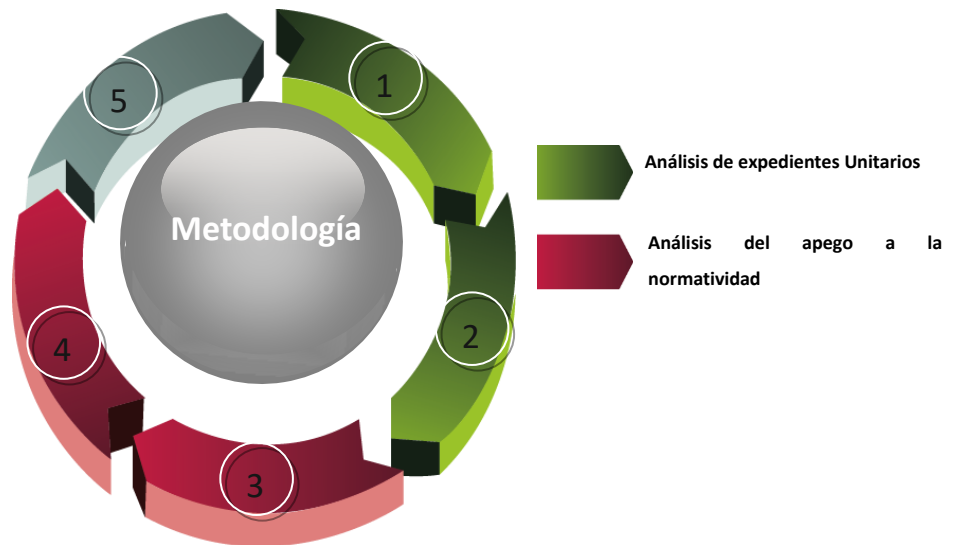 1
5
Metodología
2
4
3
Análisis de expedientes Unitarios
Análisis del apego a la
normatividad